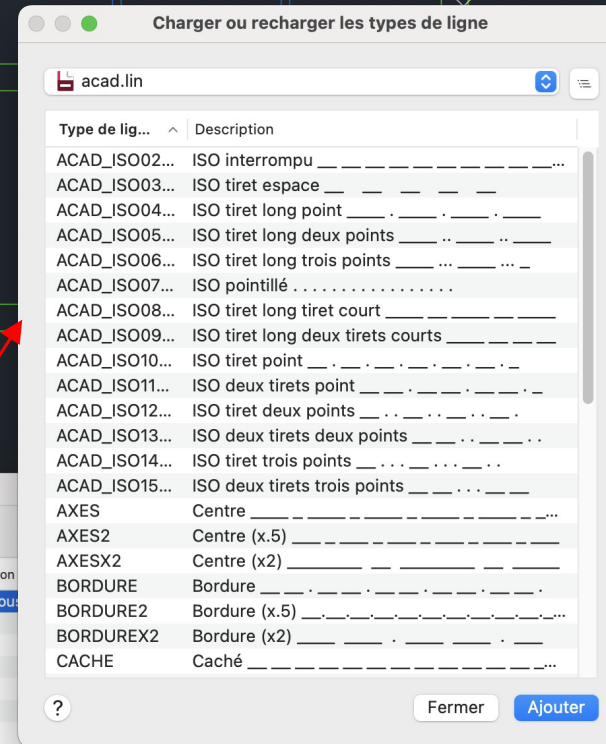 Charger ou recharger les types de ligne
acad.lin
Type de lig... Description
ACAD_ISO02... ISO interrompu __ __ __ __ __ __ __ __ __ __...
ACAD_ISO03... ISO tiret espace __    __    __    __    __
ACAD_ISO04... ISO tiret long point ____ . ____ . ____ . ____
ACAD_ISO05... ISO tiret long deux points ____ .. ____ .. ____
ACAD_ISO06... ISO tiret long trois points ____ ... ____ ... _
ACAD_ISO07... ISO pointillé . . . . . . . . . . . . . . . . .
ACAD_ISO08... ISO tiret long tiret court ____ __ ____ __ ____
ACAD_ISO09... ISO tiret long deux tirets courts ____ __ __
ACAD_ISO10... ISO tiret point __ . __ . __ . __ . __ . _
ACAD_ISO11... ISO deux tirets point __ __ . __ __ . __ __ . _
ACAD_ISO12... ISO tiret deux points __ . . __ . . __ . . __ .
ACAD_ISO13... ISO deux tirets deux points __ __ . . __ __ . .
ACAD_ISO14... ISO tiret trois points __ . . . __ . . . __ . .
ACAD_ISO15... ISO deux tirets trois points __ __ . . . __ __
AXES Centre ____ _ ____ _ ____ _ ____ _ ____ _ _...
AXES2 Centre (x.5) ___ _ ___ _ ___ _ ___ _ ___ _ ___
AXESX2 Centre (x2) ________ __ ________ __ _____
BORDURE Bordure __ __ . __ __ . __ __ . __ __ . __ __ .
BORDURE2 Bordure (x.5) __.__.__.__.__.__.__.__.__._...
BORDUREX2 Bordure (x2) ____ ____ . ____ ____ . ___
CACHE Caché __ __ __ __ __ __ __ __ __ __ __ __ _...
on
ous
? Fermer Ajouter